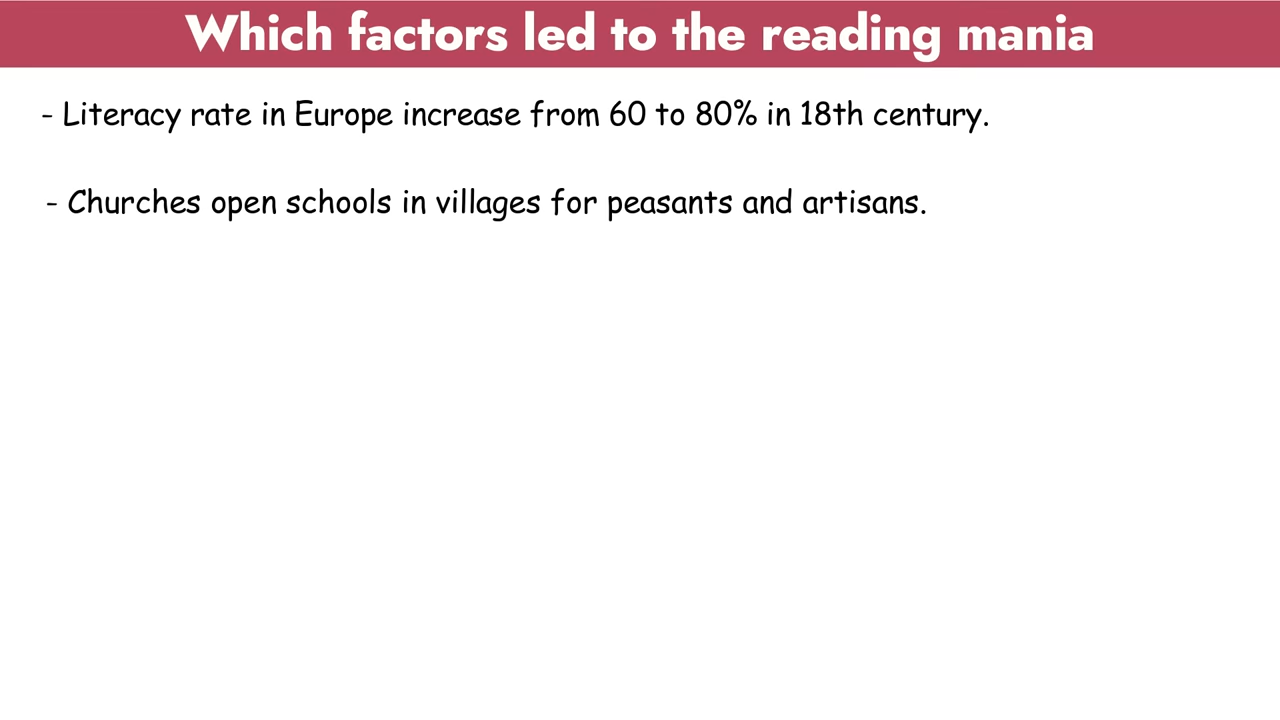 Which factors led to the reading mania
- Literacy rate in Europe increase from 60 to 80% in 18th century.
- Churches open schools in villages for peasants and artisans.